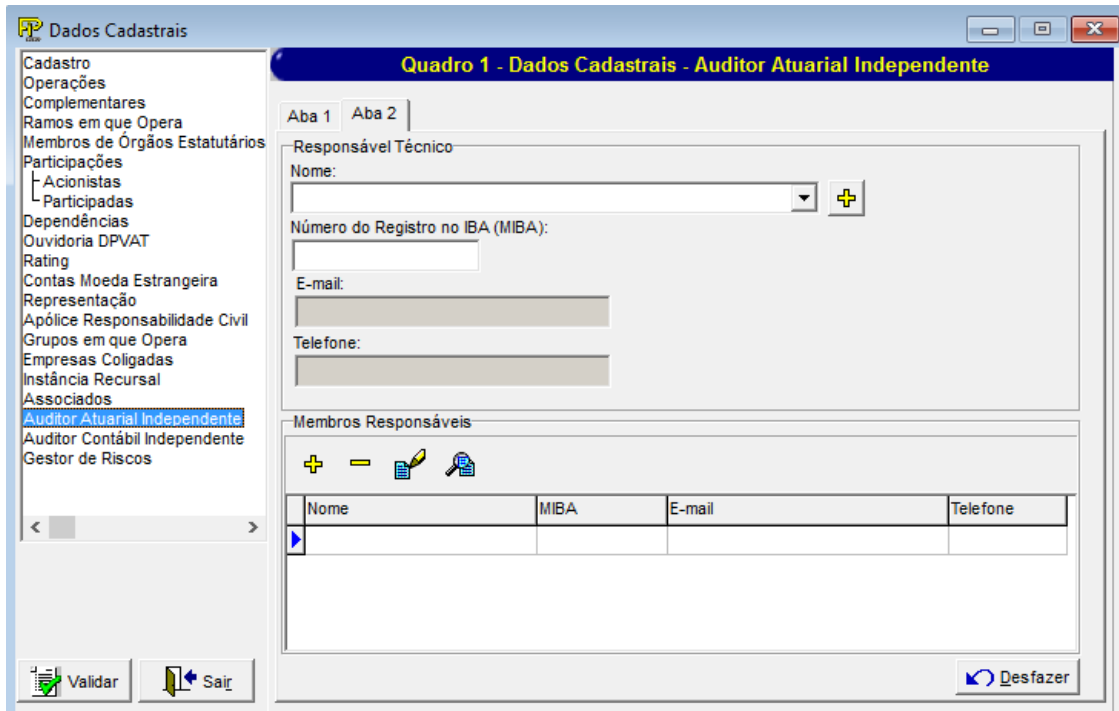 Dados Cadastrais
Cadastro
Operações
Complementares
Ramos em que Opera
Membros de Órgãos Estatutários
Participações
Acionistas
Participadas
Dependências
Ouvidoria DPVAT
Rating
Contas Moeda Estrangeira
Representação
Apólice Responsabilidade Civil
Grupos em que Opera
Empresas Coligadas
Instância Recursal
Associados
Auditor Atuarial Independente
Auditor Contábil Independente
Gestor de Riscos
Validar
Sair
Quadro 1 - Dados Cadastrais - Auditor Atuarial Independente
Aba 1 Aba 2
Responsável Técnico
Nome:
Número do Registro no IBA (MIBA):
E-mail:
Telefone:
Membros Responsáveis
Nome MIBA E-mail Telefone
Desfazer